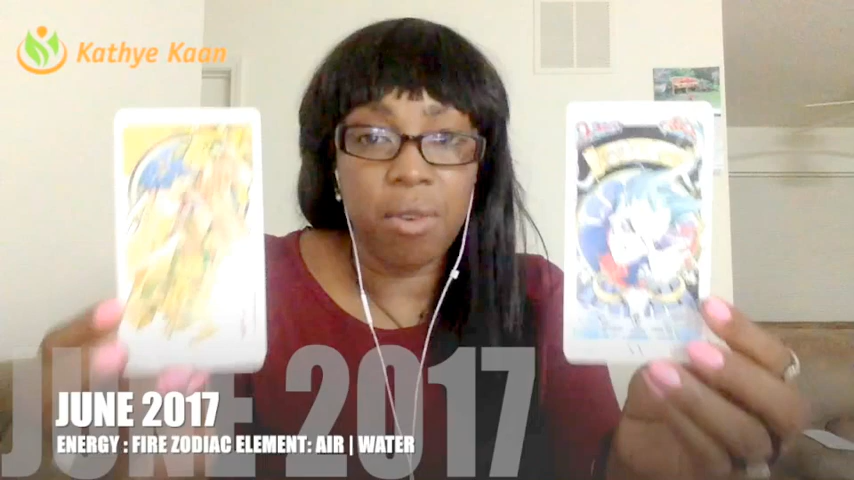 Kathye Kaan
JUNE 2017
JUNE 2017
ENERGY : FIRE ZODIAC ELEMENT: AIR | WATER